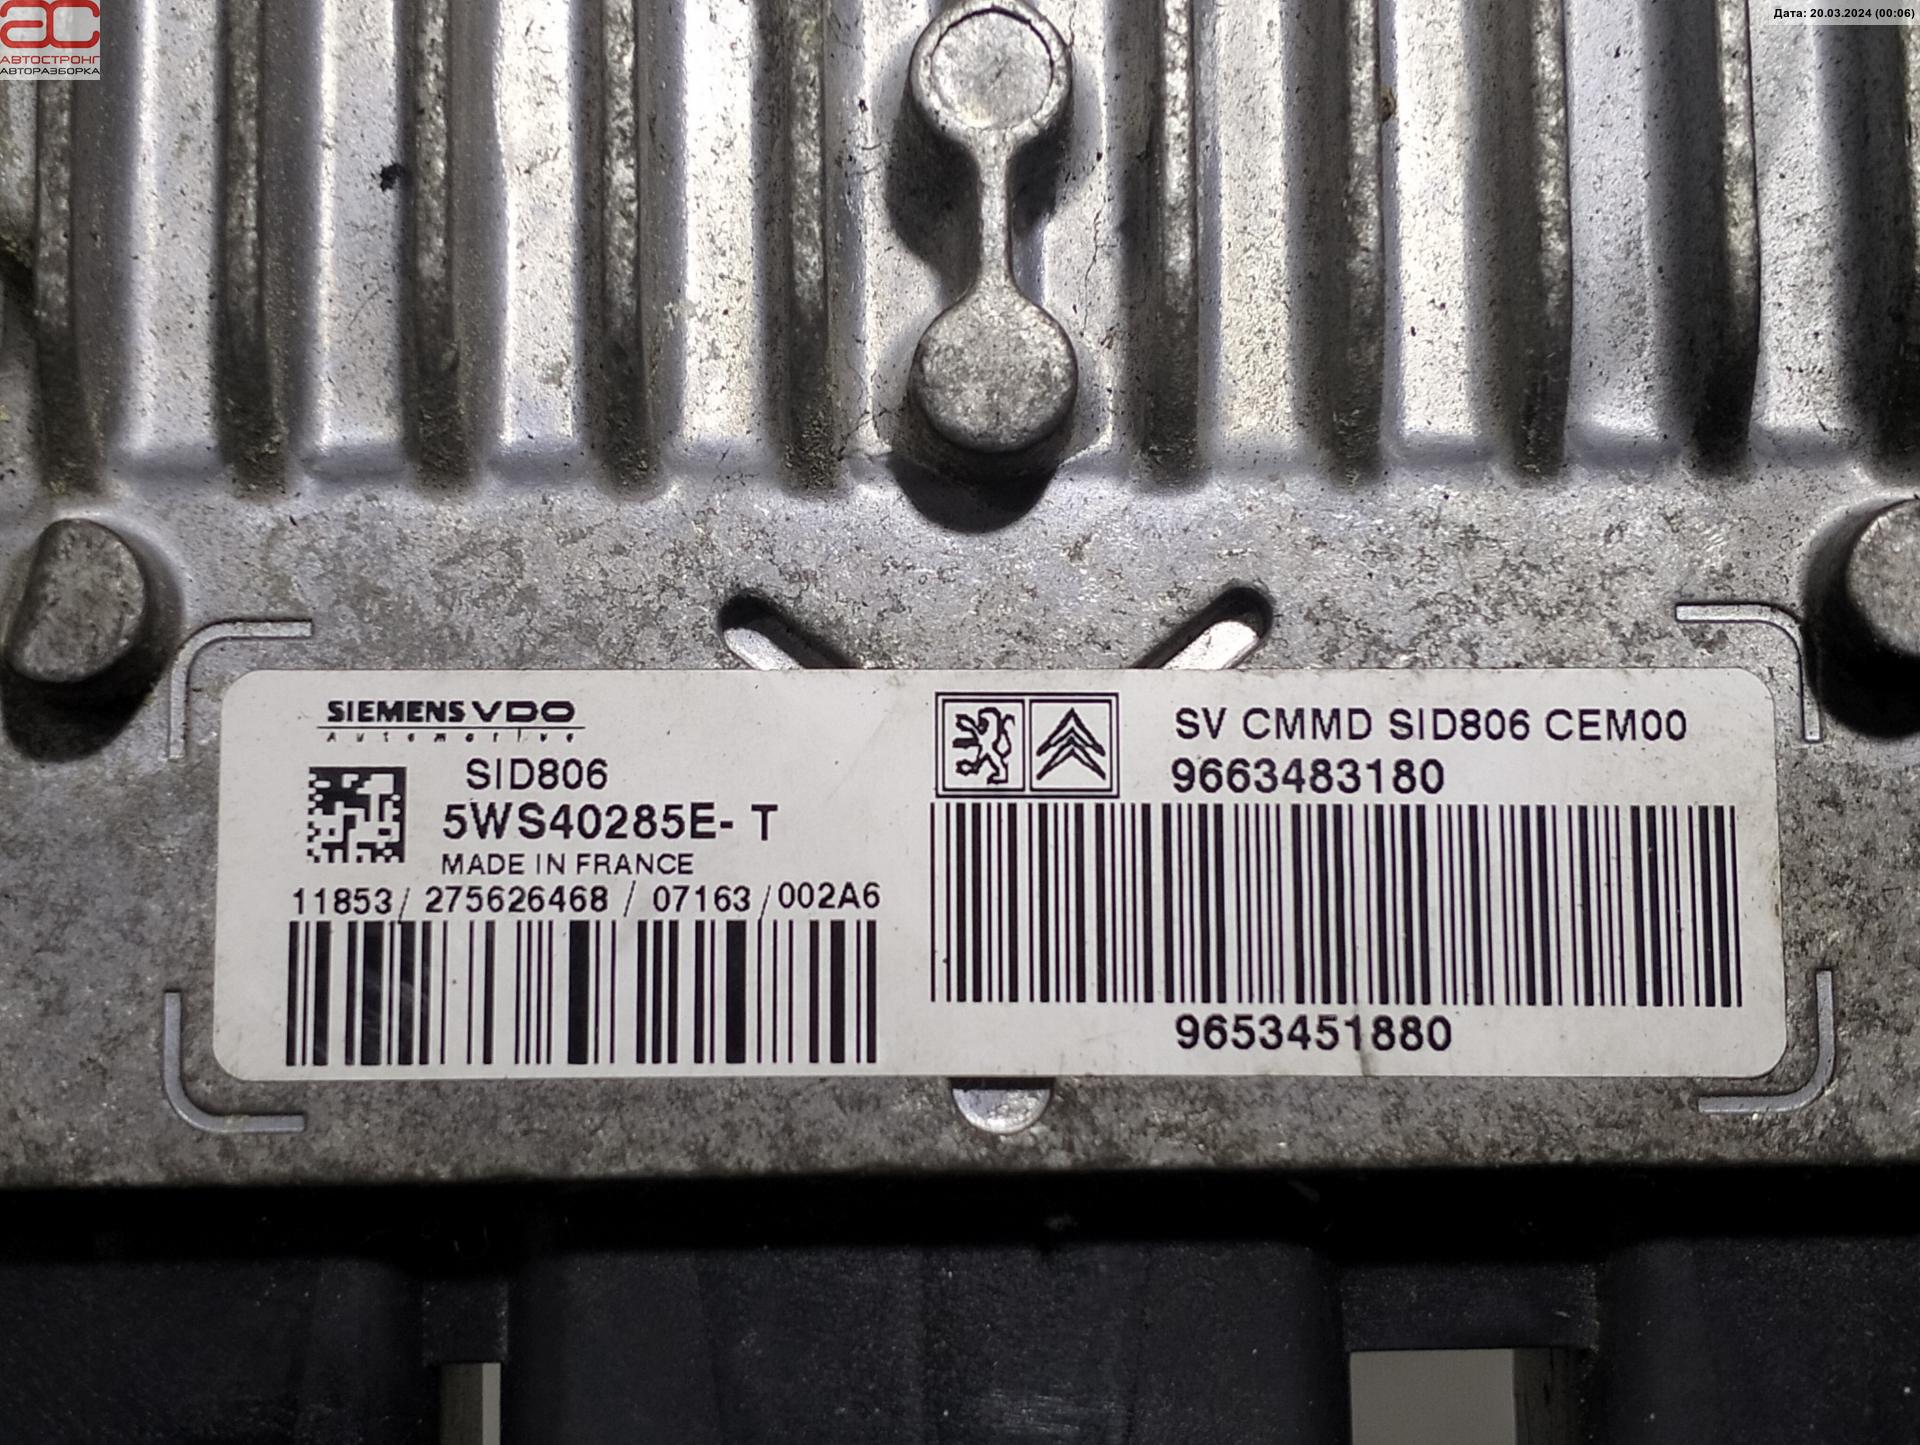 ac
АВТОСТРОНГ
АВТОРАЗБОРКА
Дата: 20.03.2024 (00:06)
SIEMENS VDO
Automotive
SID806
5WS40285E- T
MADE IN FRANCE
11853/ 275626468 / 07163 /002A6
SV CMMD SID806 CEM00
9663483180
9653451880